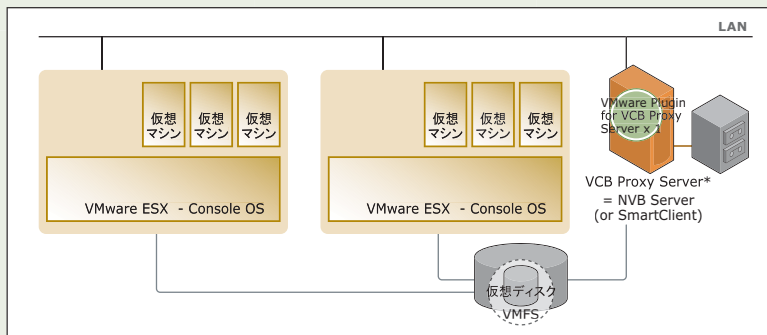 LAN
仮想
マシン
仮想
マシン
仮想
マシン
VMware ESX - Console OS
仮想
マシン
仮想
マシン
仮想
マシン
VMware ESX - Console OS
VMware Plugin
for VCB Proxy
Server x 1
VCB Proxy Server*
= NVB Server
(or SmartClient)
仮想ディスク
VMFS